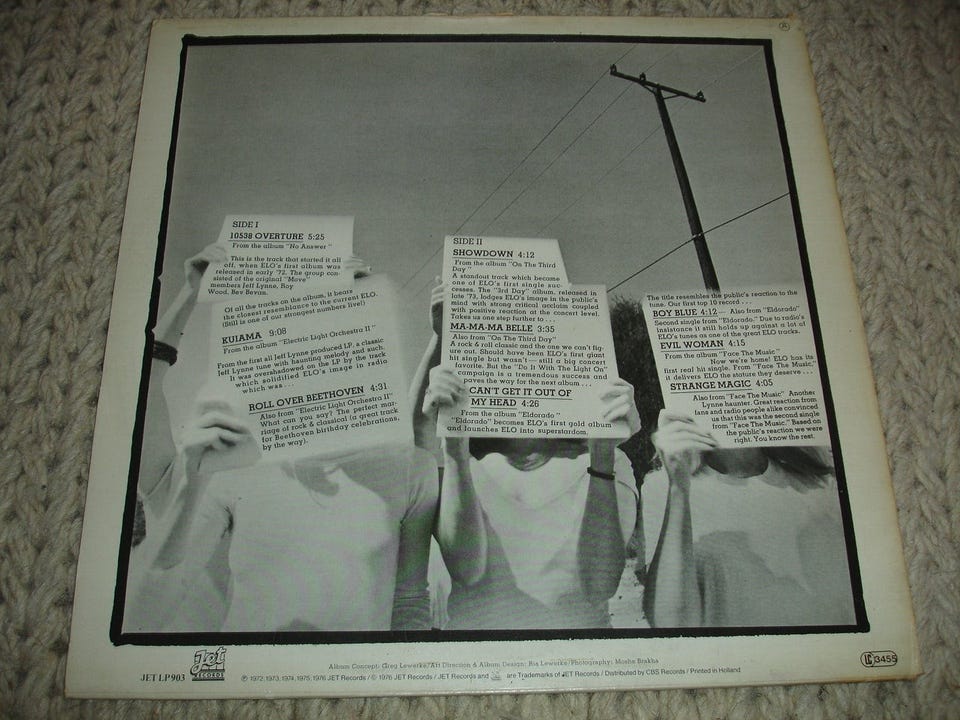 SIDE I
10538 OVERTURE 5:25
From the album "No Answer"
This is the track that started it all
off, when ELO's first album was
released in early '72. The group con-
sisted of the original "Move"
members Jeff Lynne, Roy
Wood, Bev Bevan.
Of all the tracks on the album, it bears
the closest resemblance to the current ELO.
(Still is one of our strongest numbers live!)
KUIAMA 9:08
From the album "Electric Light Orchestra II"
From the first all Jeff Lynne produced LP, a classic
Jeff Lynne tune with haunting melody and such.
It was overshadowed on the LP by the track
which solidified ELO's image in radio
which was...
ROLL OVER BEETHOVEN 4:31
Also from "Electric Light Orchestra II"
What can you say? The perfect mar-
riage of rock & classical (a great track
for Beethoven birthday celebrations,
by the way).
SIDE II
SHOWDOWN 4:12
From the album "On The Third
Day"
A standout track which became
one of ELO's first single suc
cesses. The "3rd Day" album, released in
late '73, lodges ELO's image in the public's
mind with strong critical acclaim coupled
with positive reaction at the concert level.
Takes us one step further to...
MA-MA-MA BELLE 3:35
Also from "On The Third Day"
A rock & roll classic and the one we can't fig-
ure out. Should have been ELO's first giant
hit single but wasn't—still a big concert
favorite. But the "Do It With The Light On"
campaign is a tremendous success and
paves the way for the next album...
CAN'T GET IT OUT OF
MY HEAD 4:26
From the album "Eldorado"
"Eldorado" becomes ELO's first gold album
and launches ELO into superstardom.
The title resembles the public's reaction to the
tune. Our first top 10 record...
BOY BLUE 4:12— Also from "Eldorado"
Second single from "Eldorado." Due to radio's
insistance it still holds up against a lot of
ELO's tunes as one of the great ELO tracks.
EVIL WOMAN 4:15
From the album "Face The Music"
Now we're home! ELO has its
first real hit single. From "Face The Music,"
it delivers ELO the stature they deserve...
STRANGE MAGIC 4:05
Also from "Face The Music" Another
Lynne haunter. Great reaction from
fans and radio people alike convinced
us that this was the second single
from "Face The Music." Based on
the public's reaction we were
right. You know the rest.
Album Concept: Greg Lewerke/Art Direction & Album Design: Ria Lewerke/Photography: Moshe Brakha
JET LP 903
Jet
RECORDS
℗ 1972, 1973, 1974, 1975, 1976 JET Records / © 1976 JET Records / JET Records and are Trademarks of JET Records / Distributed by CBS Records / Printed in Holland
LC 3455